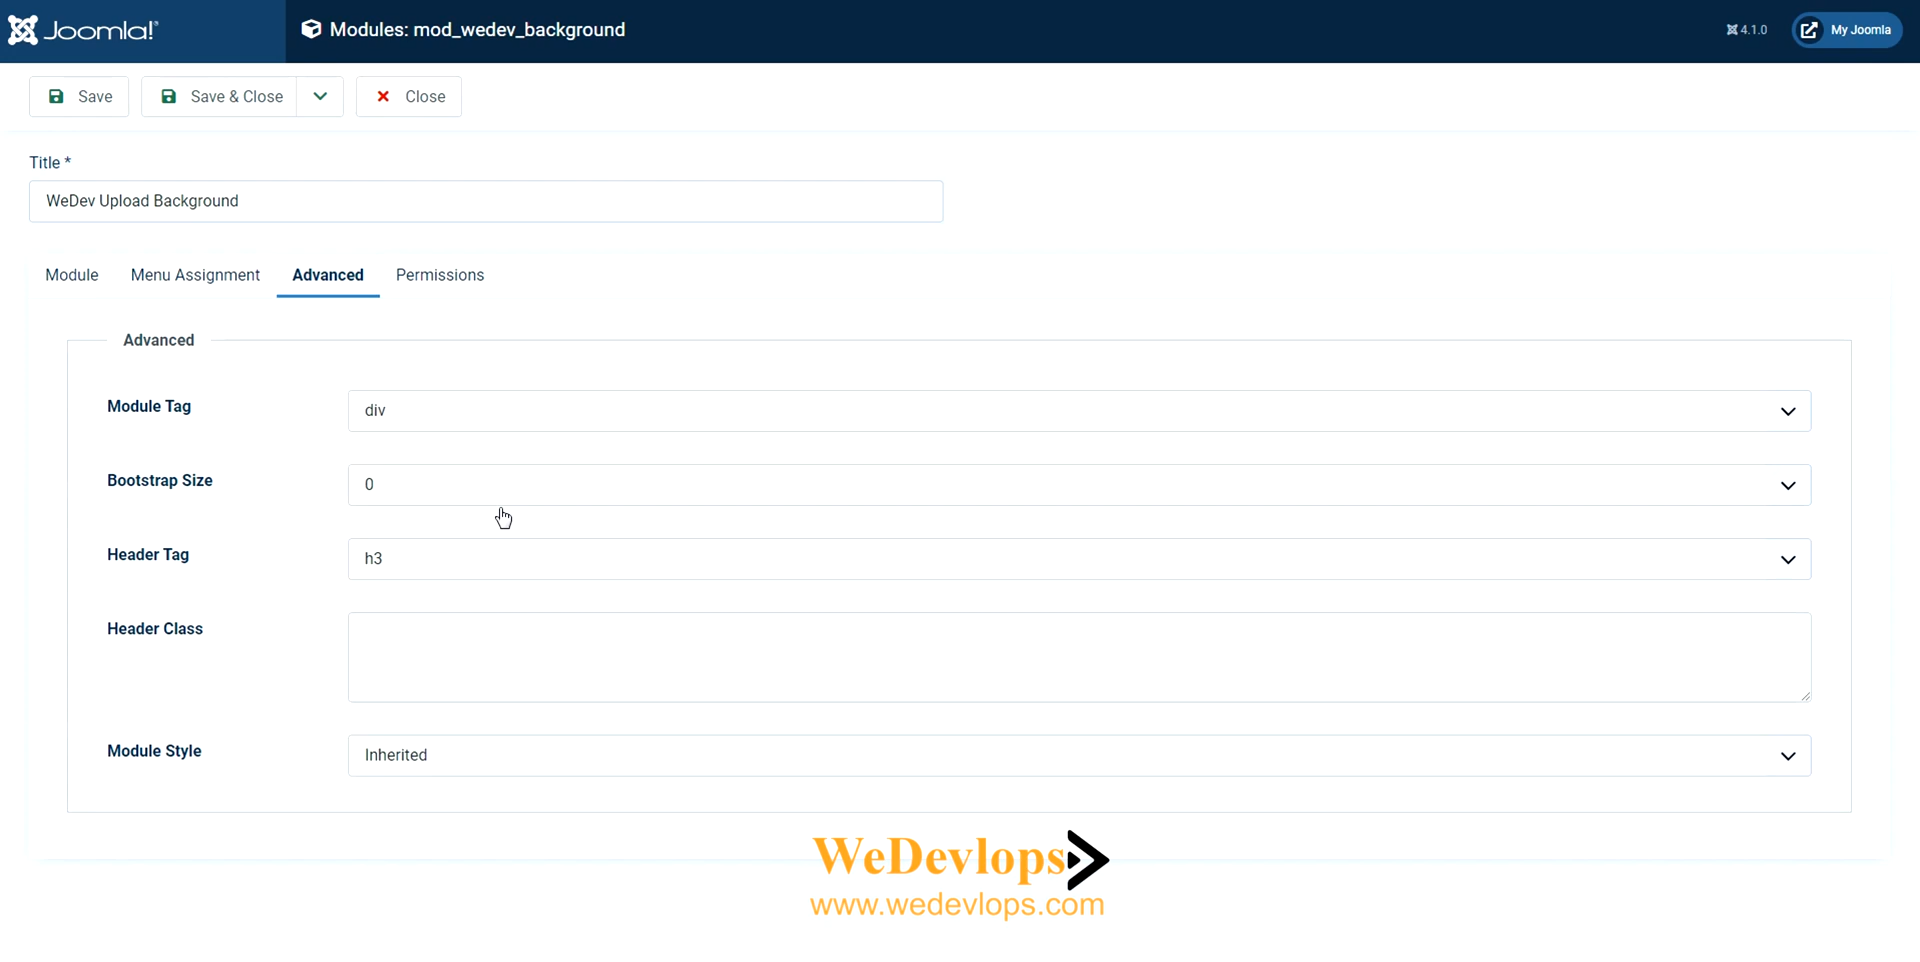 Joomla!®
Modules: mod_wedev_background
4.1.0
My Joomla
Save
Save & Close
Close
Title *
WeDev Upload Background
Module
Menu Assignment
Advanced
Permissions
Advanced
Module Tag
div
Bootstrap Size
0
Header Tag
h3
Header Class
Module Style
Inherited
WeDevlops
www.wedevlops.com